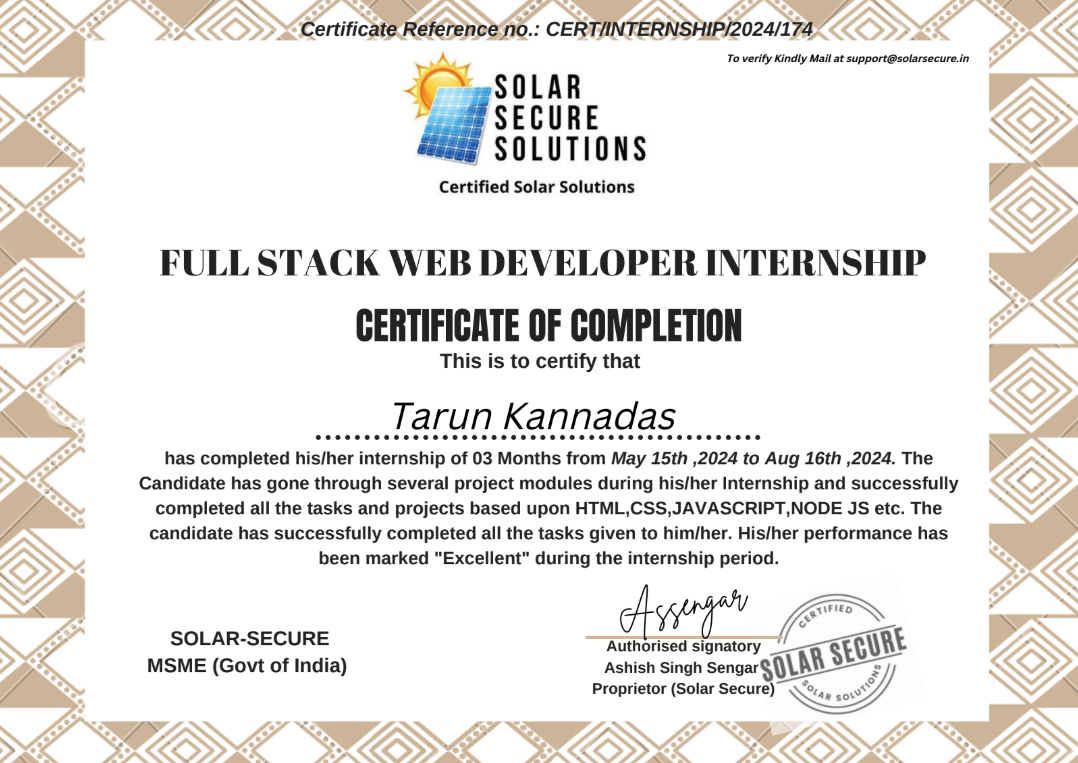 Certificate Reference no.: CERT/INTERNSHIP/2024/174
To verify Kindly Mail at support@solarsecure.in
SOLAR
SECURE
SOLUTIONS
Certified Solar Solutions
FULL STACK WEB DEVELOPER INTERNSHIP
CERTIFICATE OF COMPLETION
This is to certify that
Tarun Kannadas
has completed his/her internship of 03 Months from May 15th ,2024 to Aug 16th ,2024. The
Candidate has gone through several project modules during his/her Internship and successfully
completed all the tasks and projects based upon HTML,CSS,JAVASCRIPT,NODE JS etc. The
candidate has successfully completed all the tasks given to him/her. His/her performance has
been marked "Excellent" during the internship period.
SOLAR-SECURE
MSME (Govt of India)
Assengar
Authorised signatory
Ashish Singh Sengar
Proprietor (Solar Secure)
CERTIFIED
SOLAR SECURE
SOLAR SOLUTIONS